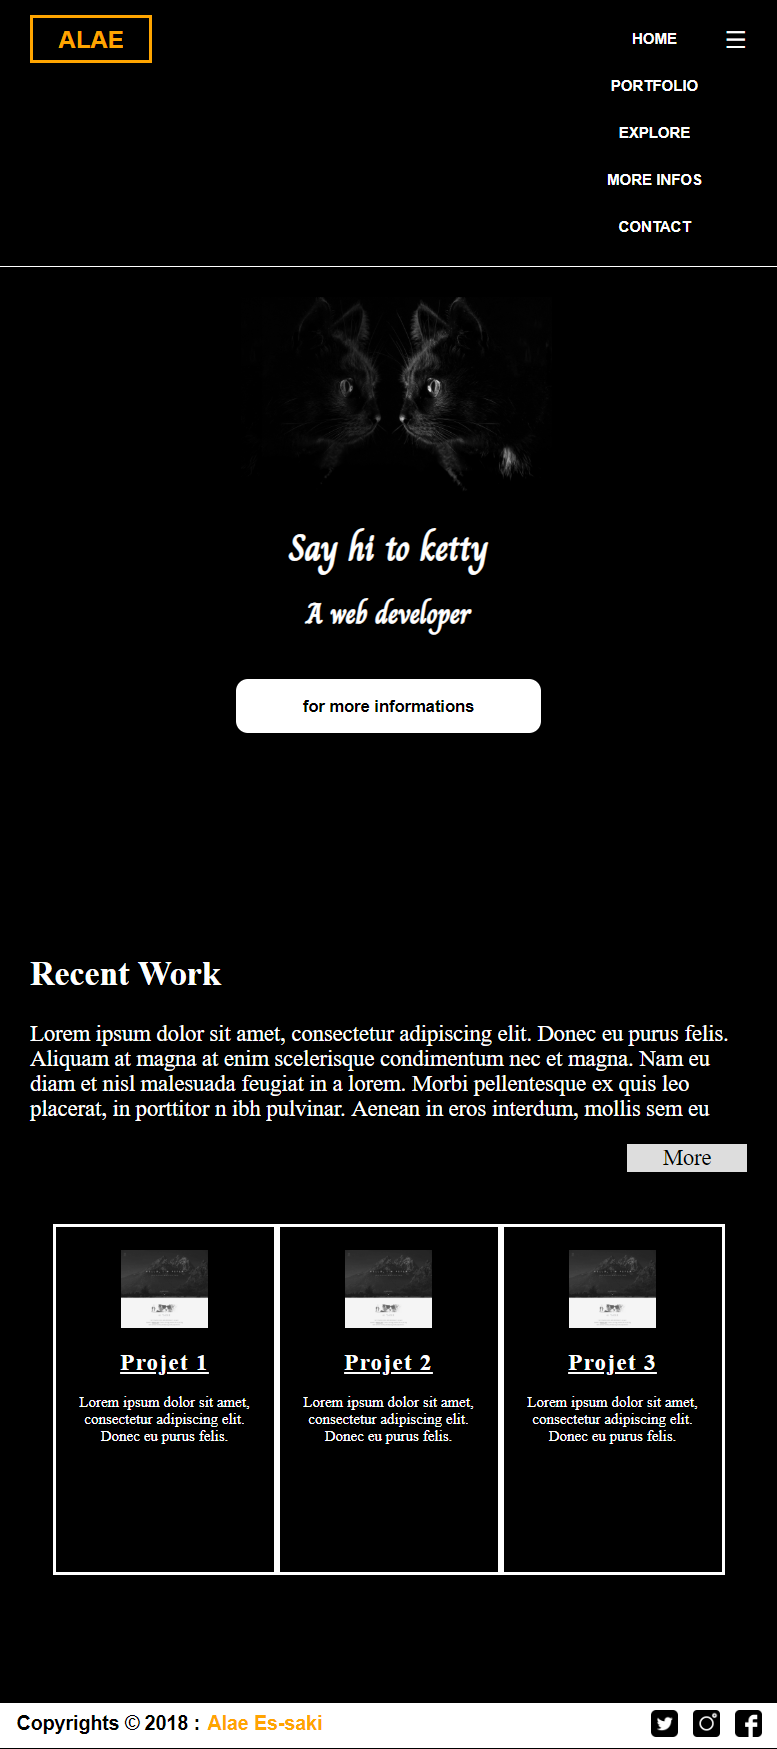 ALAE
HOME
☰
PORTFOLIO
EXPLORE
MORE INFOS
CONTACT
Say hi to ketty
A web developer
for more informations
Recent Work
Lorem ipsum dolor sit amet, consectetur adipiscing elit. Donec eu purus felis.
Aliquam at magna at enim scelerisque condimentum nec et magna. Nam eu
diam et nisl malesuada feugiat in a lorem. Morbi pellentesque ex quis leo
placerat, in porttitor n ibh pulvinar. Aenean in eros interdum, mollis sem eu
More
Projet 1
Lorem ipsum dolor sit amet,
consectetur adipiscing elit.
Donec eu purus felis.
Projet 2
Lorem ipsum dolor sit amet,
consectetur adipiscing elit.
Donec eu purus felis.
Projet 3
Lorem ipsum dolor sit amet,
consectetur adipiscing elit.
Donec eu purus felis.
Copyrights © 2018 : Alae Es-saki